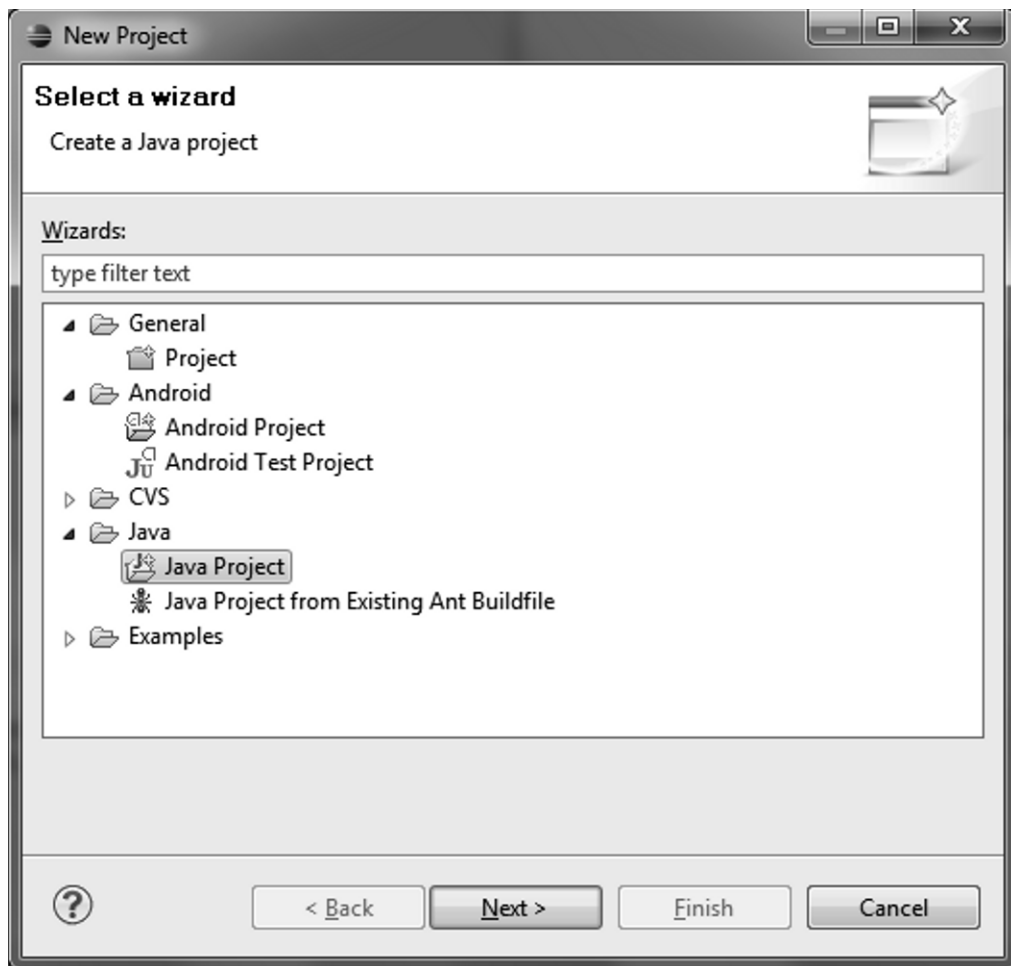 New Project
Select a wizard
Create a Java project
Wizards:
type filter text
General
Project
Android
Android Project
Android Test Project
CVS
Java
Java Project
Java Project from Existing Ant Buildfile
Examples
< Back Next > Finish Cancel